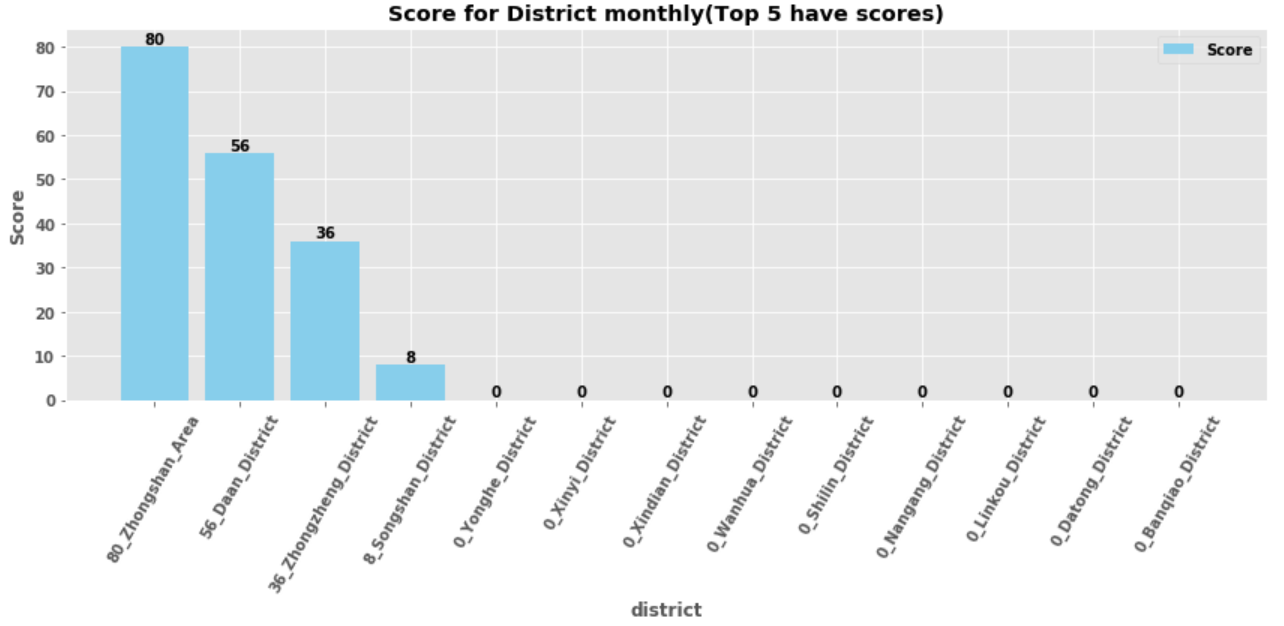 Score for District monthly(Top 5 have scores)
Score
80
70
60
50
40
30
20
10
0
Score
80
56
36
8
0
0
0
0
0
0
0
0
0
80_Zhongshan_Area
56_Daan_District
36_Zhongzheng_District
8_Songshan_District
0_Yonghe_District
0_Xinyi_District
0_Xindian_District
0_Wanhua_District
0_Shilin_District
0_Nangang_District
0_Linkou_District
0_Datong_District
0_Banqiao_District
district